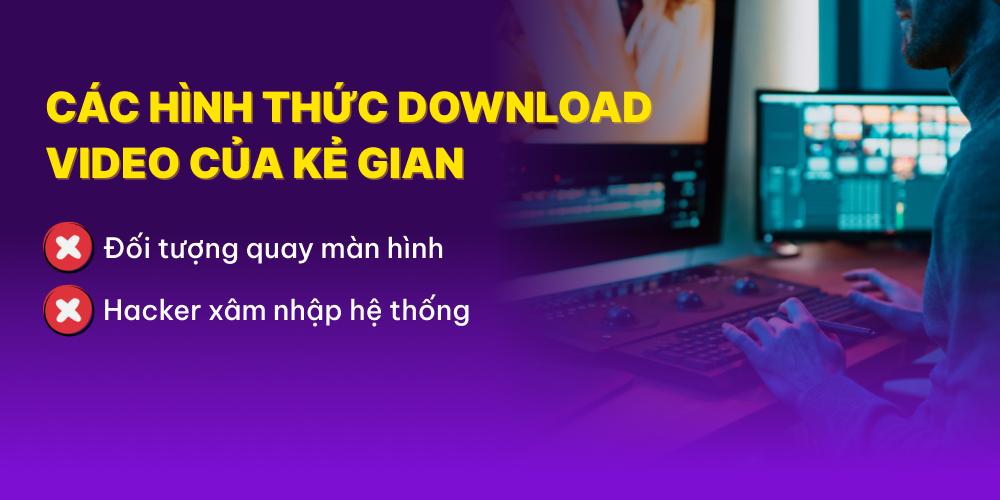 CÁC HÌNH THỨC DOWNLOAD
VIDEO CỦA KẺ GIAN
Đối tượng quay màn hình
Hacker xâm nhập hệ thống